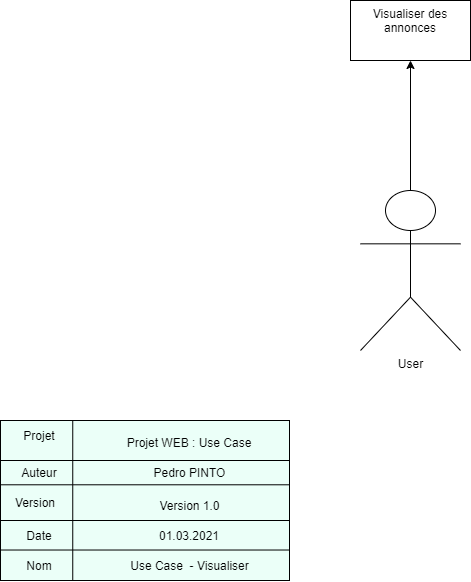 Visualiser des
annonces
User
Projet Projet WEB : Use Case
Auteur Pedro PINTO
Version Version 1.0
Date 01.03.2021
Nom Use Case - Visualiser